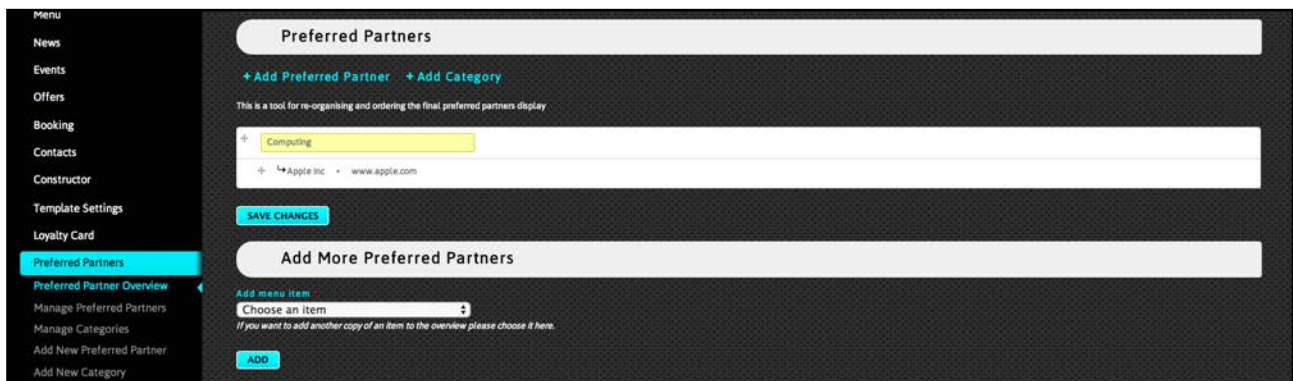 Menu
News
Events
Offers
Booking
Contacts
Constructor
Template Settings
Loyalty Card
Preferred Partners
Preferred Partner Overview
Manage Preferred Partners
Manage Categories
Add New Preferred Partner
Add New Category
Preferred Partners
+ Add Preferred Partner + Add Category
This is a tool for re-organising and ordering the final preferred partners display
Computing
Apple inc • www.apple.com
SAVE CHANGES
Add More Preferred Partners
Add menu item *
Choose an item
If you want to add another copy of an item to the overview please choose it here.
ADD